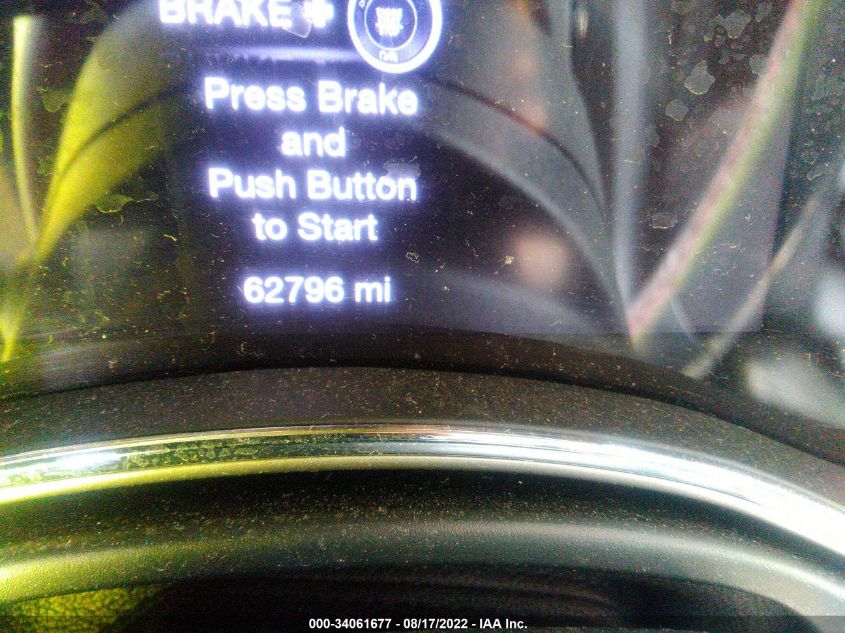 BRAKE +
Press Brake
and
Push Button
to Start
62796 mi
000-34061677 - 08/17/2022 - IAA Inc.